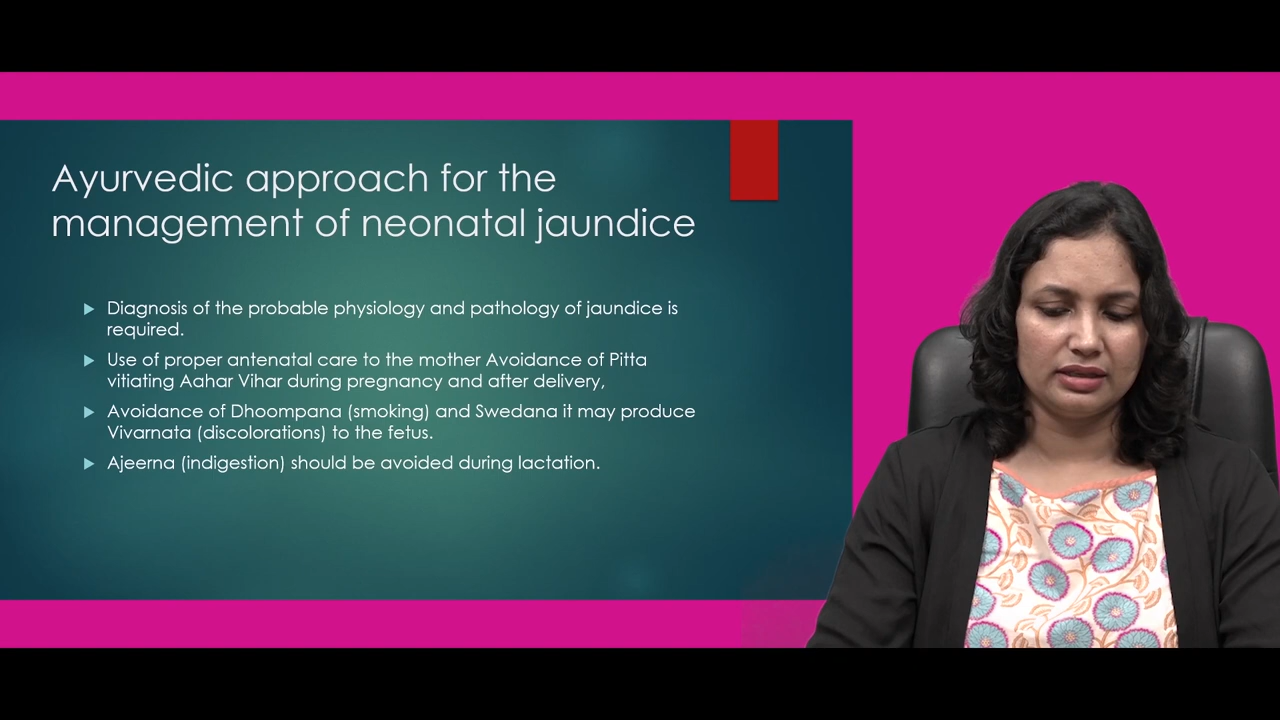 Ayurvedic approach for the
management of neonatal jaundice
Diagnosis of the probable physiology and pathology of jaundice is
required.
Use of proper antenatal care to the mother Avoidance of Pitta
vitiating Aahar Vihar during pregnancy and after delivery,
Avoidance of Dhoompana (smoking) and Swedana it may produce
Vivarnata (discolorations) to the fetus.
Ajeerna (indigestion) should be avoided during lactation.